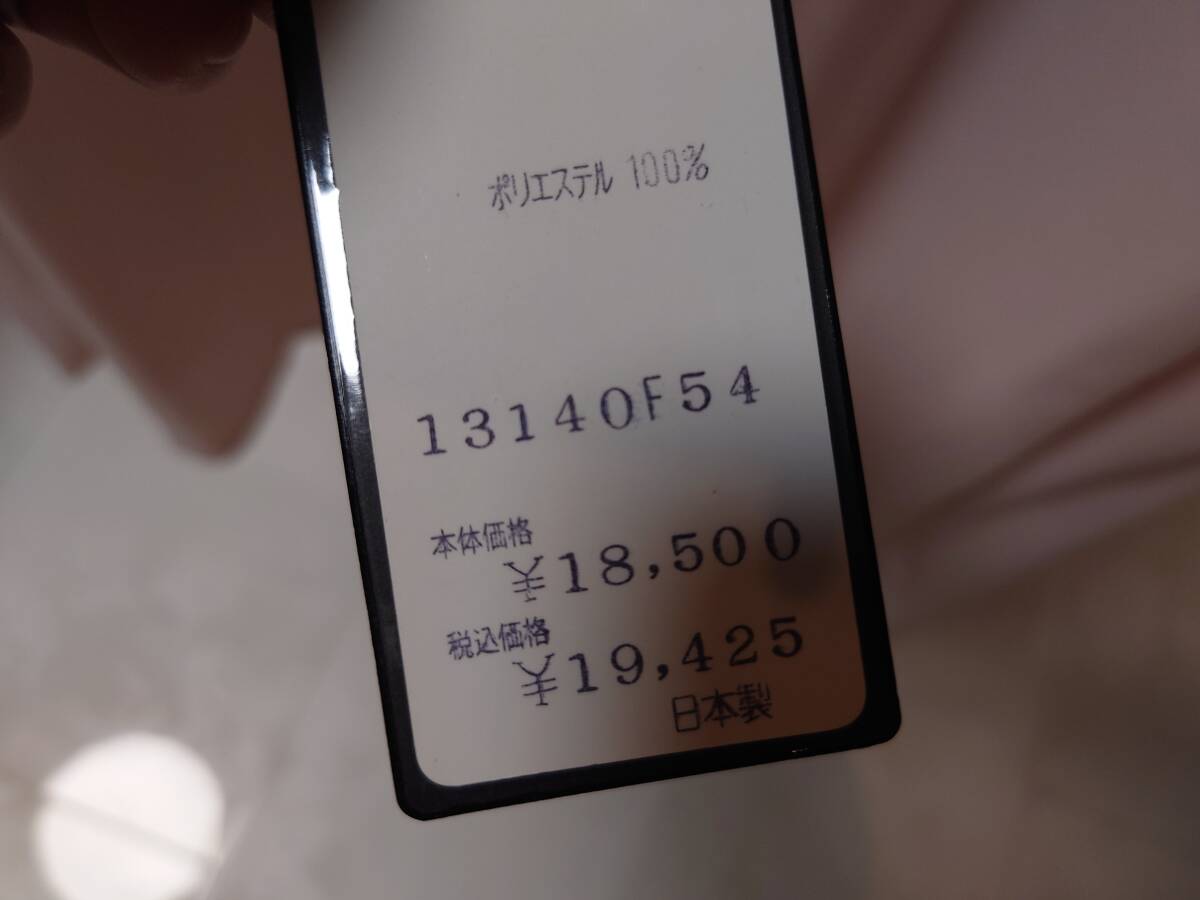 ポリエステル 100%
13140F54
本体価格
¥18,500
税込価格
¥19,425
日本製